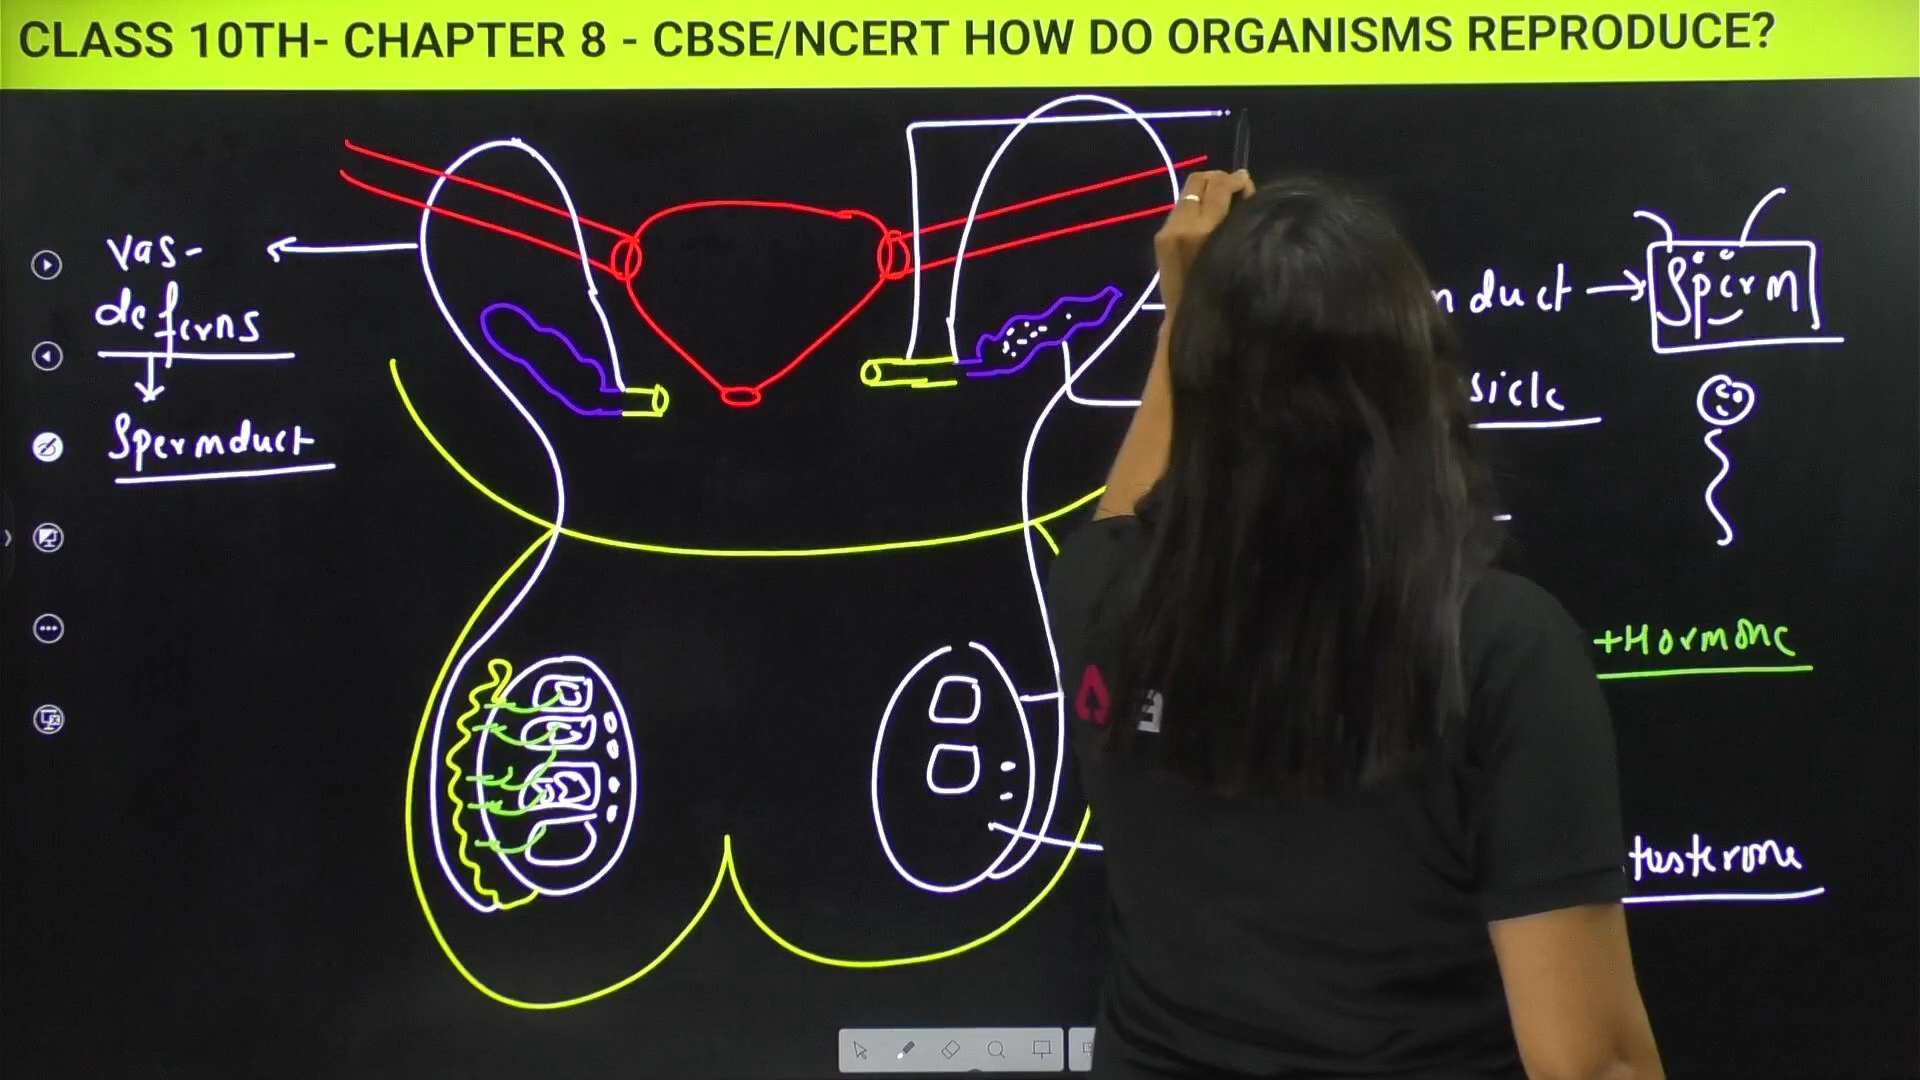 CLASS 10TH- CHAPTER 8 - CBSE/NCERT HOW DO ORGANISMS REPRODUCE?
vas-
deferns
Spermduct
duct → Sperm
sicle
+Hormone
testerone